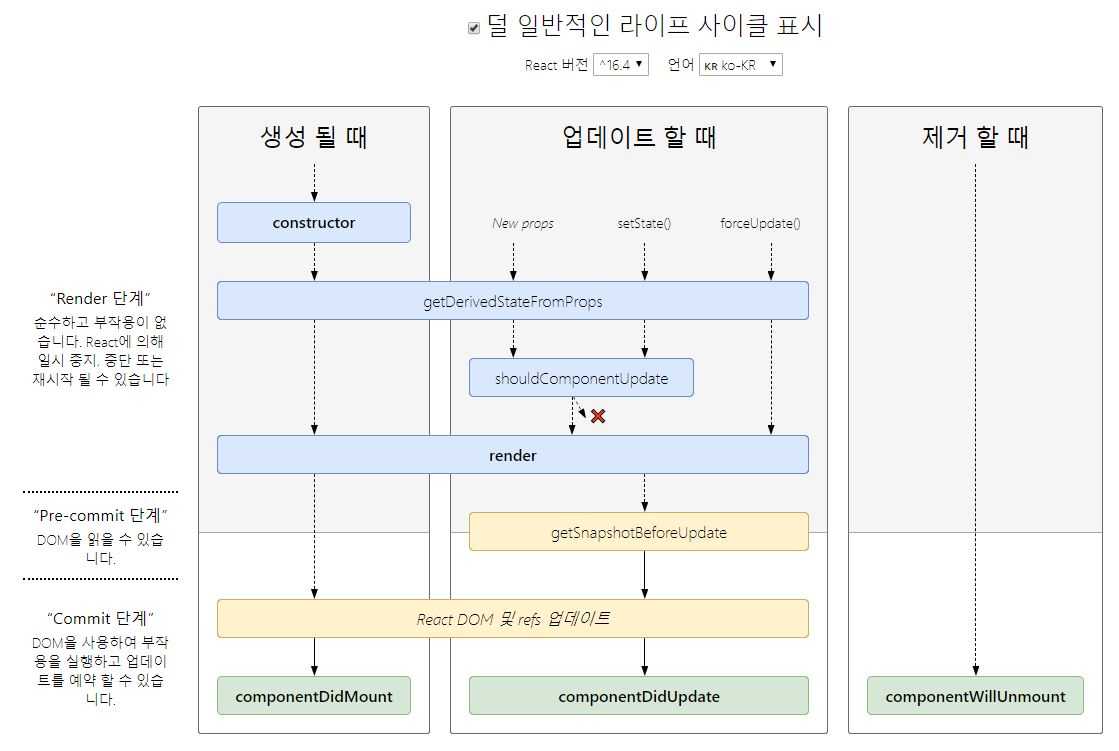 덜 일반적인 라이프 사이클 표시
React 버전 ^16.4 언어 KR ko-KR
생성 될 때
업데이트 할 때
제거 할 때
constructor
New props
setState()
forceUpdate()
“Render 단계”
순수하고 부작용이 없
습니다. React에 의해
일시 중지, 중단 또는
재시작 될 수 있습니다
getDerivedStateFromProps
shouldComponentUpdate
render
“Pre-commit 단계”
DOM을 읽을 수 있습
니다.
getSnapshotBeforeUpdate
“Commit 단계”
DOM을 사용하여 부작
용을 실행하고 업데이
트를 예약 할 수 있습
니다.
React DOM 및 refs 업데이트
componentDidMount
componentDidUpdate
componentWillUnmount